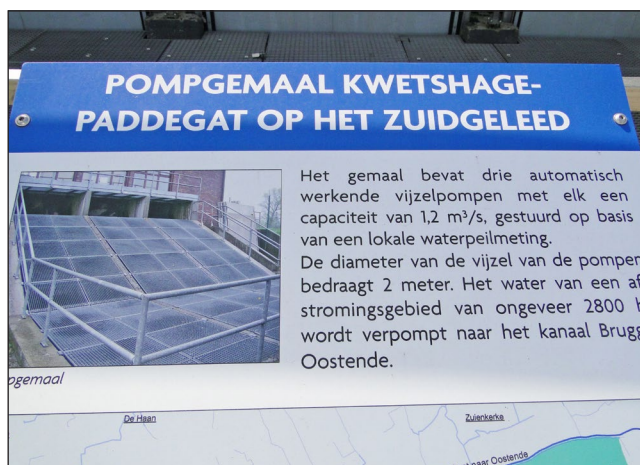 POMPGEMAAL KWETSHAGE-
PADDEGAT OP HET ZUIDGELEED
Het gemaal bevat drie automatisch
werkende vijzelpompen met elk een
capaciteit van 1,2 m³/s, gestuurd op basis
van een lokale waterpeilmeting.
De diameter van de vijzel van de pompen
bedraagt 2 meter. Het water van een af
stromingsgebied van ongeveer 2800 h
wordt verpompt naar het kanaal Brugg
Oostende.
pgemaal
De Haan
Zuienkerke
naar Oostende